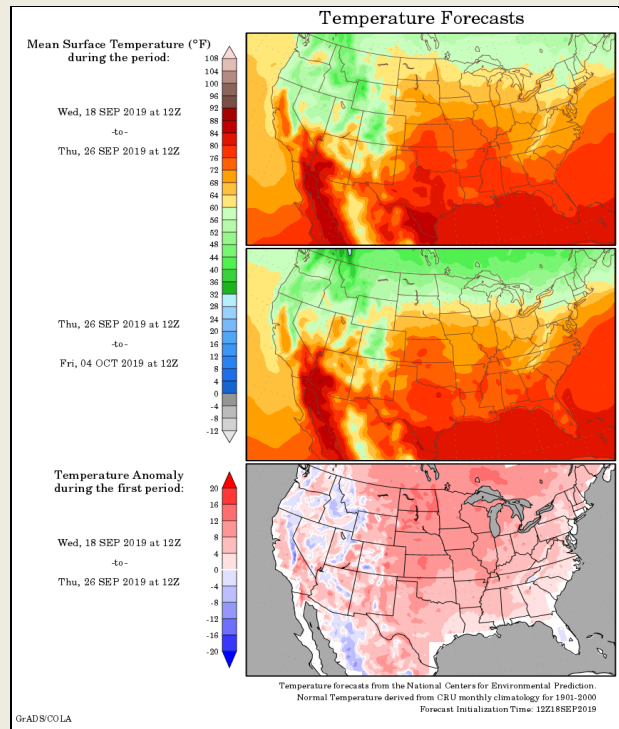 Temperature Forecasts
Mean Surface Temperature (°F)
during the period:
108
104
100
96
92
88
84
80
76
72
68
64
60
56
52
48
44
40
36
32
28
24
20
16
12
8
4
0
-4
-8
-12
Wed, 18 SEP 2019 at 12Z
-to-
Thu, 26 SEP 2019 at 12Z
Thu, 26 SEP 2019 at 12Z
-to-
Fri, 04 OCT 2019 at 12Z
Temperature Anomaly
during the first period:
20
16
12
8
4
0
-4
-8
-12
-16
-20
Wed, 18 SEP 2019 at 12Z
-to-
Thu, 26 SEP 2019 at 12Z
Temperature forecasts from the National Centers for Environmental Prediction.
Normal Temperature derived from CRU monthly climatology for 1901-2000
Forecast Initialization Time: 12Z18SEP2019
GrADS/COLA